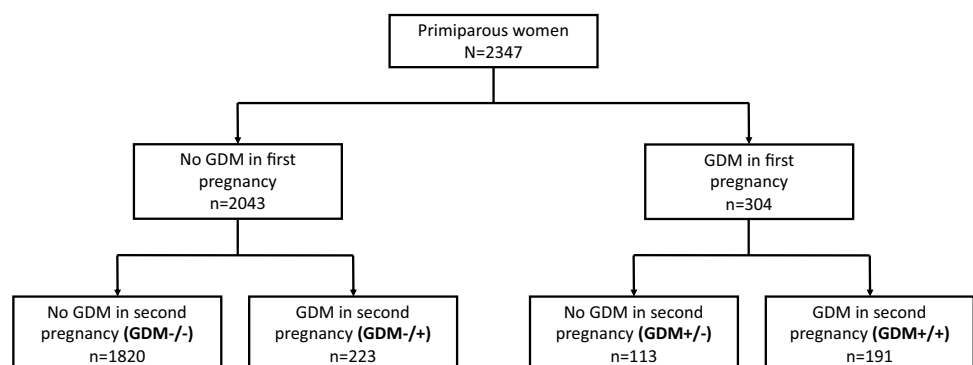 Primiparous women
N=2347
No GDM in first
pregnancy
n=2043
GDM in first
pregnancy
n=304
No GDM in second
pregnancy (GDM-/-)
n=1820
GDM in second
pregnancy (GDM-/+)
n=223
No GDM in second
pregnancy (GDM+/-)
n=113
GDM in second
pregnancy (GDM+/+)
n=191